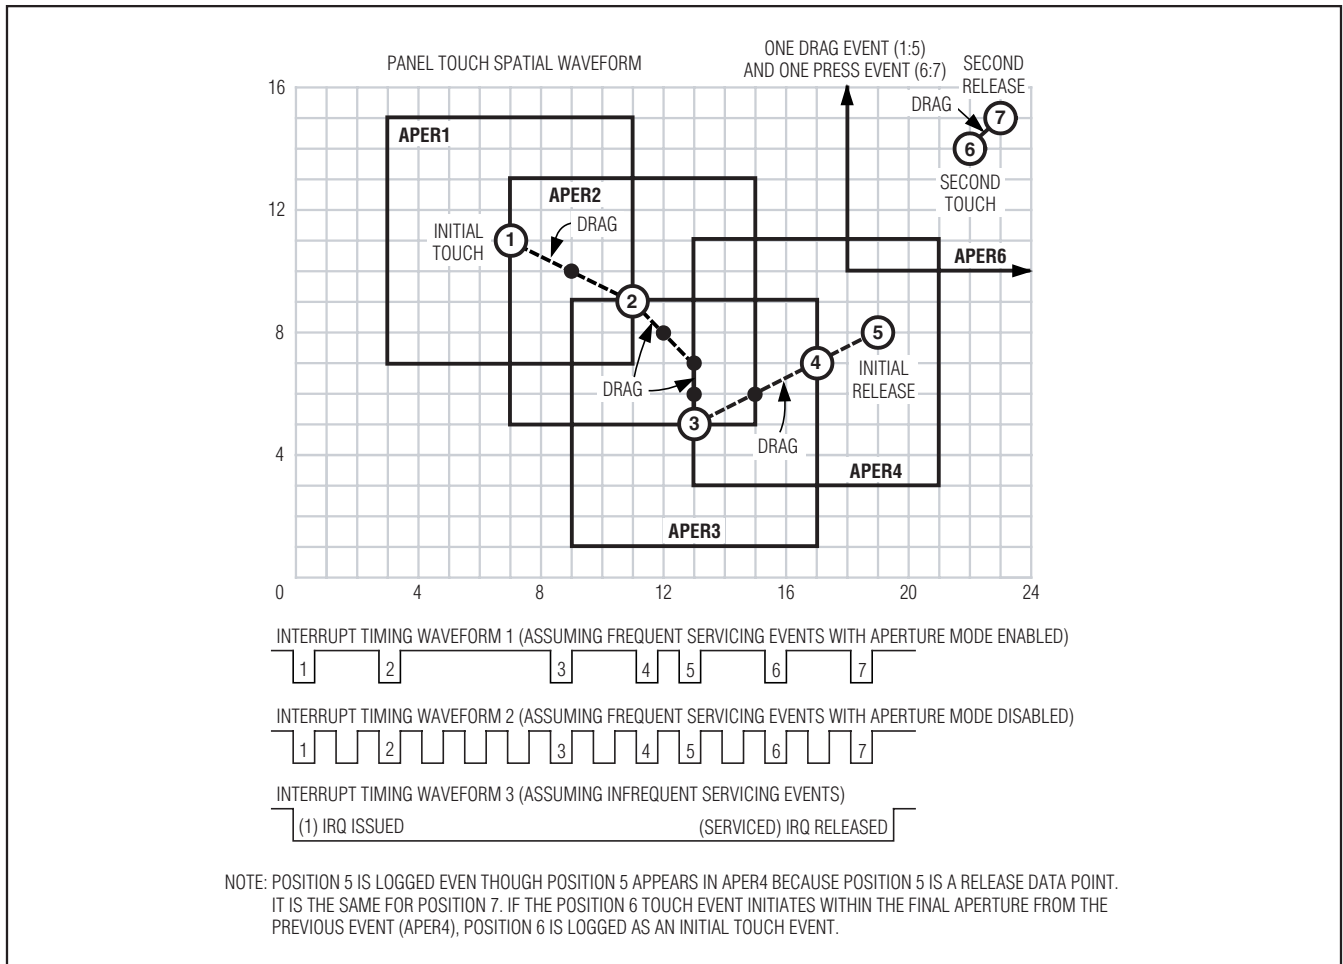 PANEL TOUCH SPATIAL WAVEFORM
ONE DRAG EVENT (1:5)
AND ONE PRESS EVENT (6:7)
SECOND
RELEASE
DRAG
7
6
SECOND
TOUCH
16
12
8
4
0
4
8
12
16
20
24
APER1
APER2
INITIAL
TOUCH
1
DRAG
APER6
2
5
4
INITIAL
RELEASE
DRAG
3
DRAG
APER4
APER3
INTERRUPT TIMING WAVEFORM 1 (ASSUMING FREQUENT SERVICING EVENTS WITH APERTURE MODE ENABLED)
1 2 3 4 5 6 7
INTERRUPT TIMING WAVEFORM 2 (ASSUMING FREQUENT SERVICING EVENTS WITH APERTURE MODE DISABLED)
1 2 3 4 5 6 7
INTERRUPT TIMING WAVEFORM 3 (ASSUMING INFREQUENT SERVICING EVENTS)
(1) IRQ ISSUED (SERVICED) IRQ RELEASED
NOTE: POSITION 5 IS LOGGED EVEN THOUGH POSITION 5 APPEARS IN APER4 BECAUSE POSITION 5 IS A RELEASE DATA POINT.
IT IS THE SAME FOR POSITION 7. IF THE POSITION 6 TOUCH EVENT INITIATES WITHIN THE FINAL APERTURE FROM THE
PREVIOUS EVENT (APER4), POSITION 6 IS LOGGED AS AN INITIAL TOUCH EVENT.